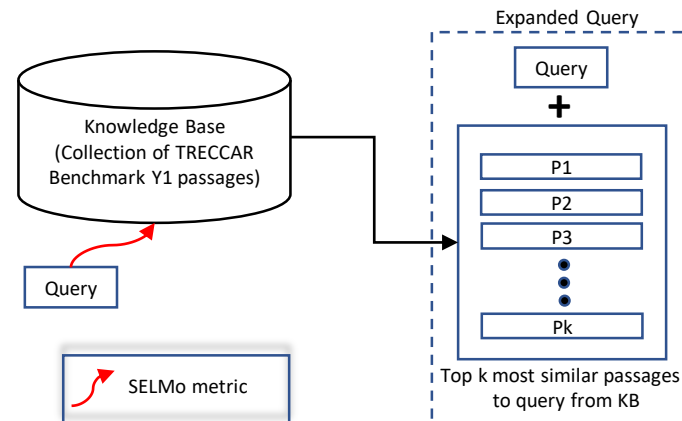 Expanded Query
Query
+
Knowledge Base
(Collection of TRECCAR
Benchmark Y1 passages)
P1
P2
P3
Pk
Query
SELMo metric
Top k most similar passages
to query from KB